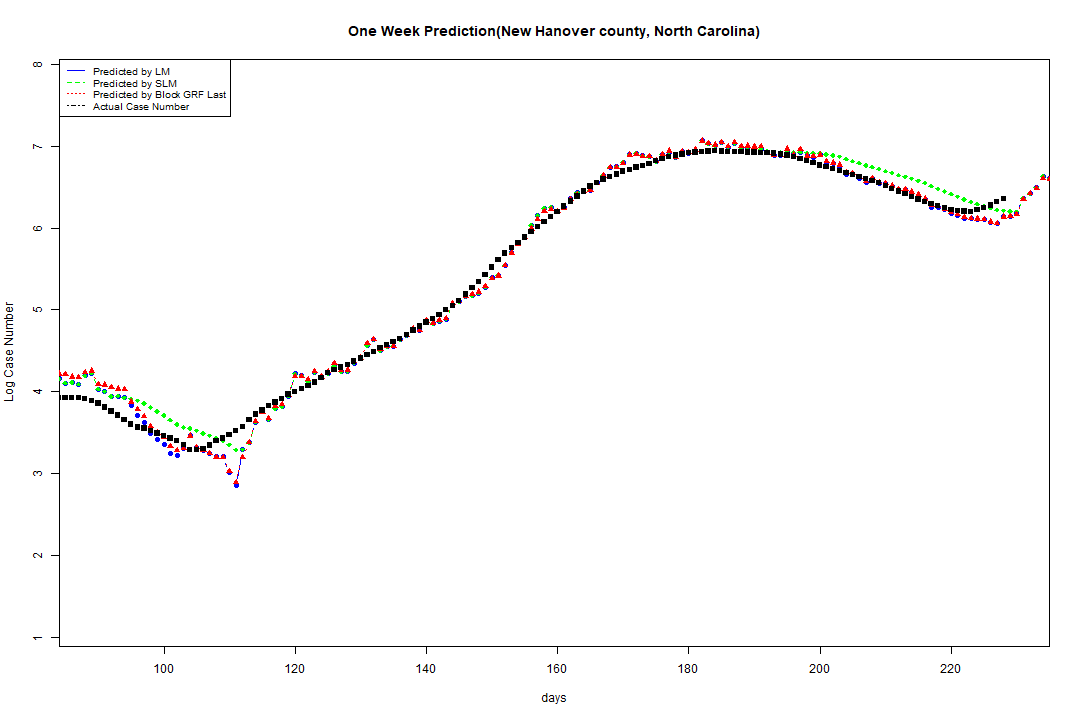 One Week Prediction(New Hanover county, North Carolina)
Predicted by LM
Predicted by SLM
Predicted by Block GRF Last
Actual Case Number
8
7
6
5
4
3
2
1
Log Case Number
100 120 140 160 180 200 220
days